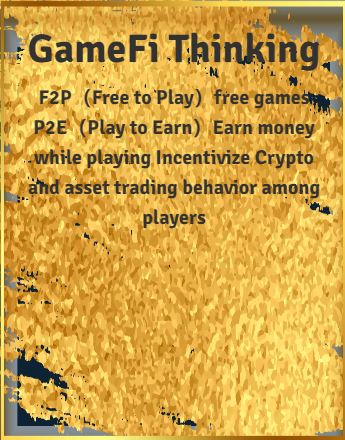 GameFi Thinking
F2P （Free to Play） free games
P2E （Play to Earn） Earn money
while playing Incentivize Crypto
and asset trading behavior among
players